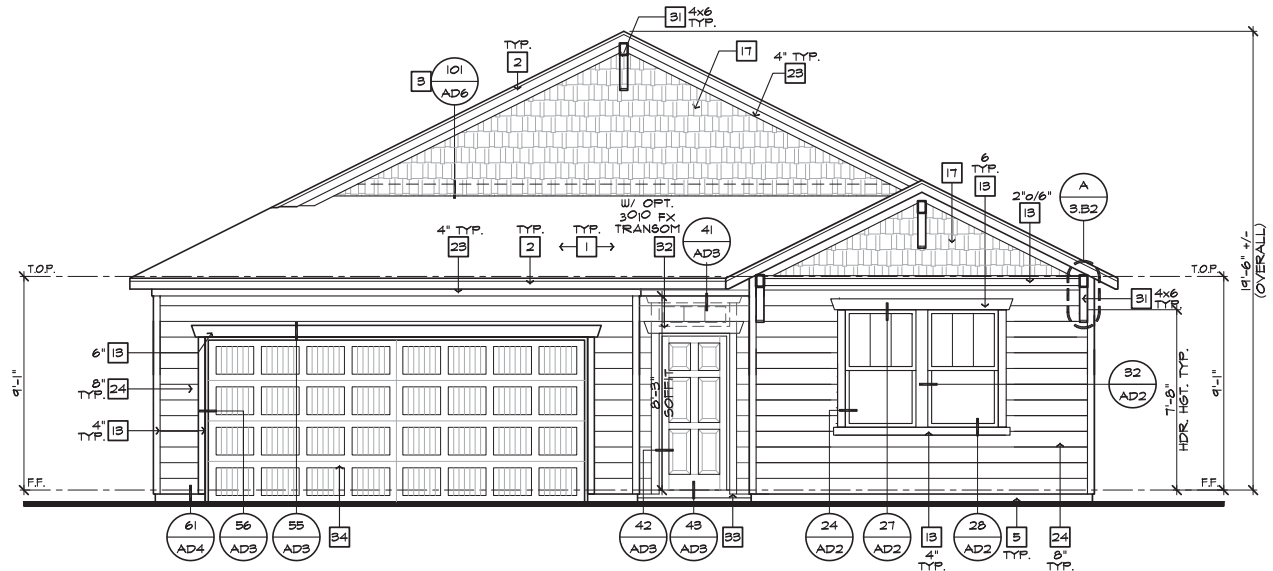 31 4x6
TYP.
TYP.
2
17
4" TYP.
23
3 101
AD6
W/ OPT.
3010 FX
TRANSOM
32
41
AD3
4" TYP.
23
TYP.
2
TYP.
1
17
6
13
2"o/6"
13
A
3.B2
19'-6" +/-
(OVERALL)
T.O.P.
T.O.P.
31 4x6
TYP.
6" 13
8"
TYP. 24
4"
TYP. 13
9'-1"
8'-3"
SOFFIT
32
AD2
7'-8"
HDR. HGT. TYP.
9'-1"
F.F.
F.F.
61
AD4
56
AD3
55
AD3
34
42
AD3
43
AD3
33
24
AD2
27
AD2
13
4"
TYP.
28
AD2
5
TYP.
24
8"
TYP.